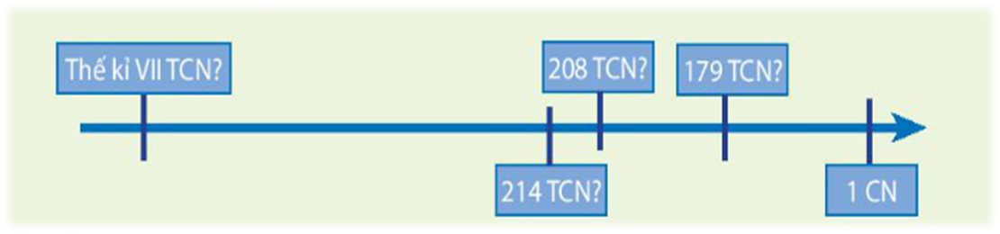 Thế kỉ VII TCN?
208 TCN?
179 TCN?
214 TCN?
1 CN